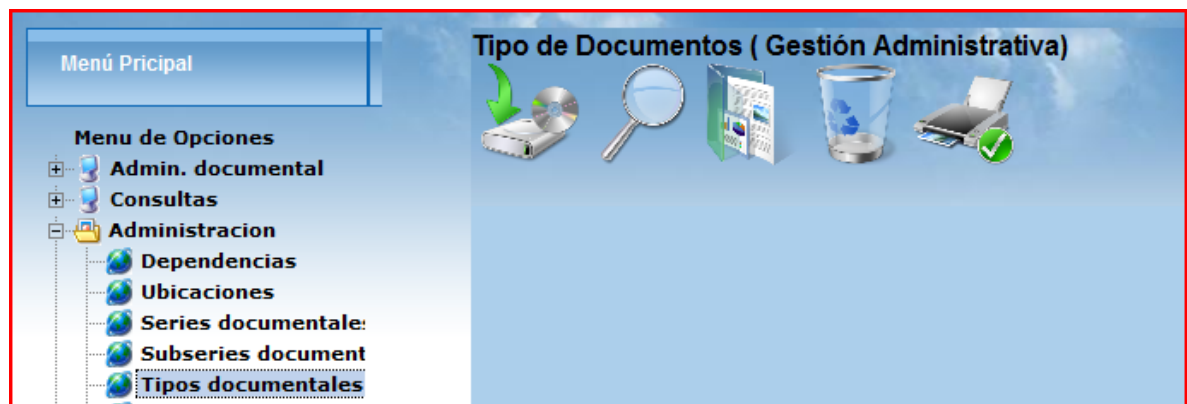 Menú Pricipal
Menu de Opciones
Admin. documental
Consultas
Administracion
Dependencias
Ubicaciones
Series documentale
Subseries document
Tipos documentales
Tipo de Documentos ( Gestión Administrativa)